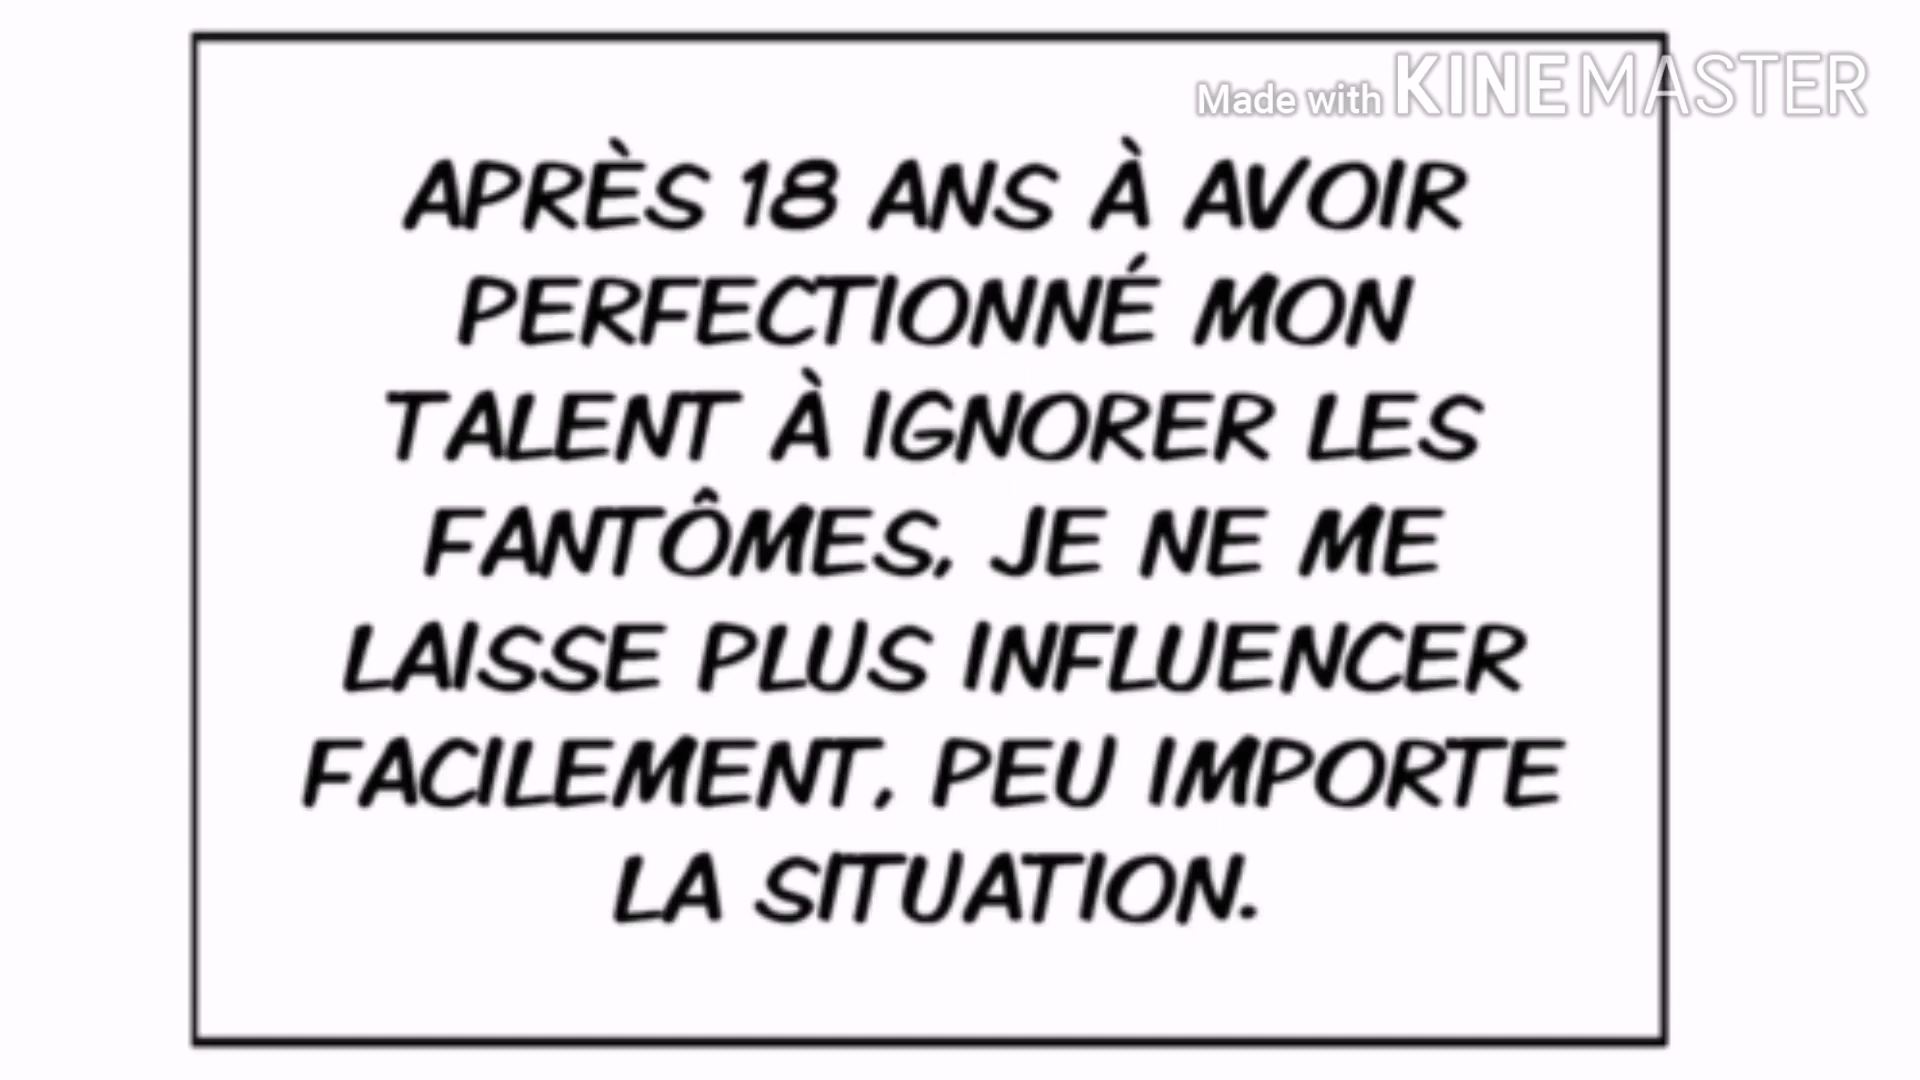 Made with KINEMASTER
APRÈS 18 ANS À AVOIR
PERFECTIONNÉ MON
TALENT À IGNORER LES
FANTÔMES, JE NE ME
LAISSE PLUS INFLUENCER
FACILEMENT, PEU IMPORTE
LA SITUATION.